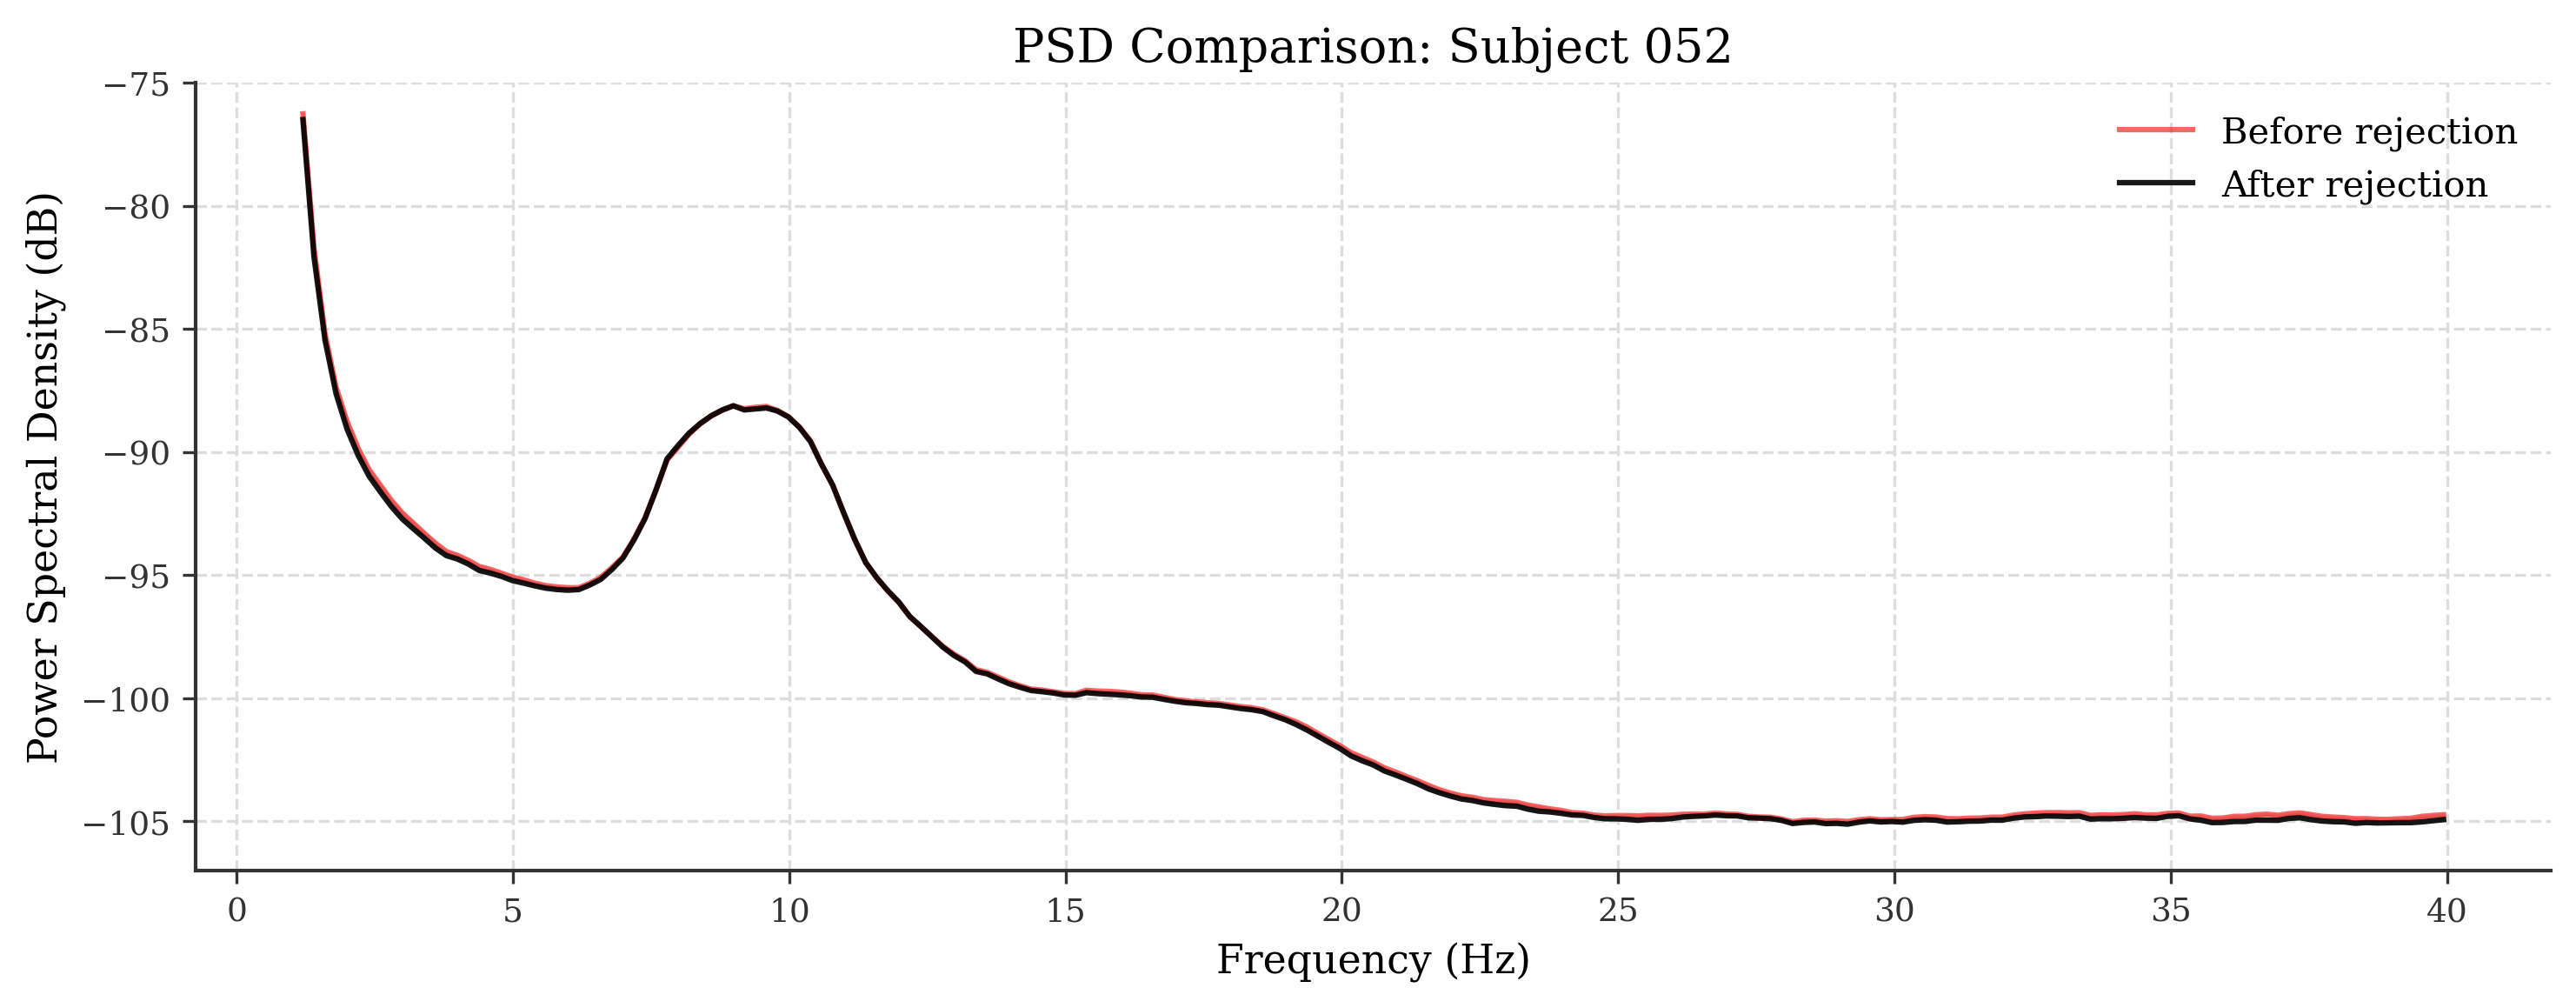 PSD Comparison: Subject 052
Power Spectral Density (dB)
−75
−80
−85
−90
−95
−100
−105
Before rejection
After rejection
0 5 10 15 20 25 30 35 40
Frequency (Hz)